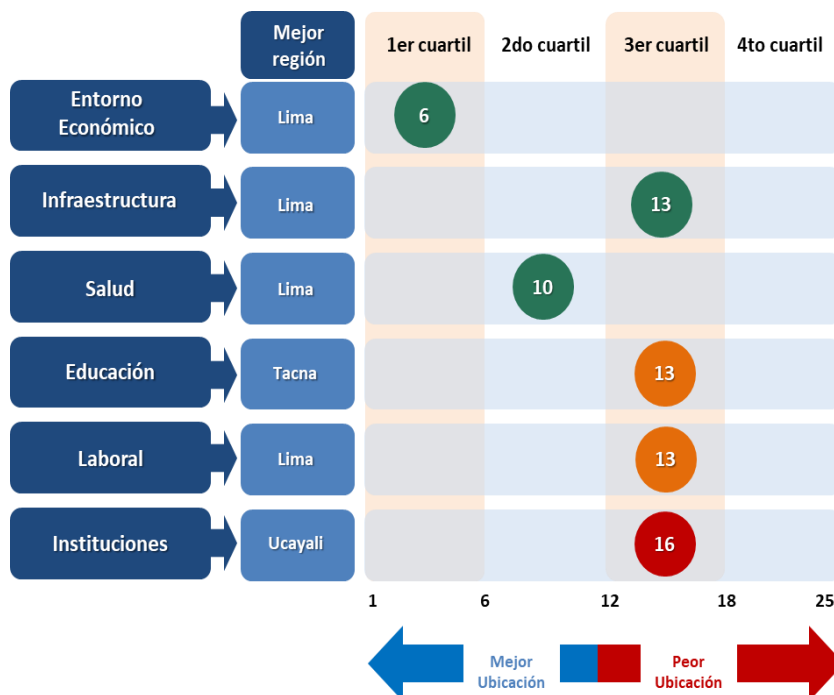 Mejor
región
1er cuartil
2do cuartil
3er cuartil
4to cuartil
Entorno
Económico
Lima
6
Infraestructura
Lima
13
Salud
Lima
10
Educación
Tacna
13
Laboral
Lima
13
Instituciones
Ucayali
16
1
6
12
18
25
Mejor
Ubicación
Peor
Ubicación